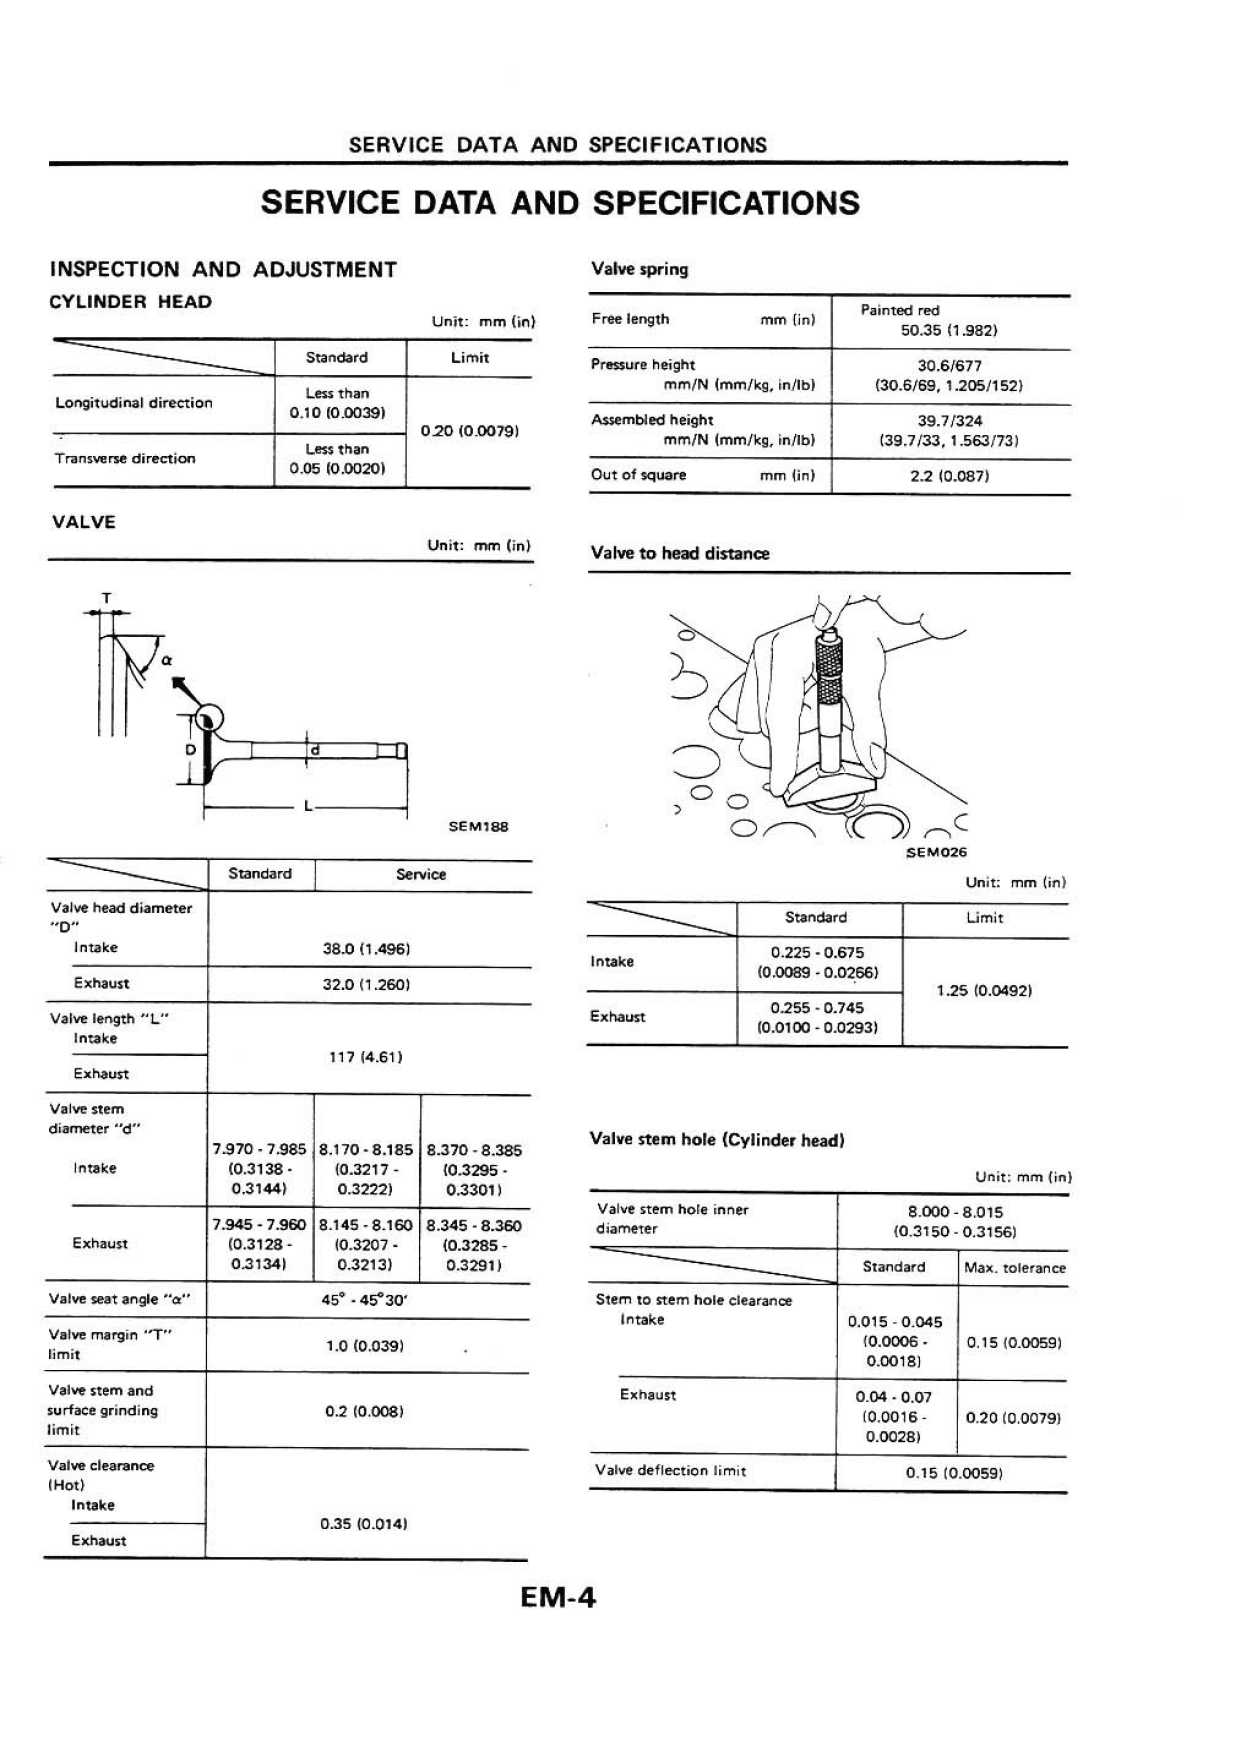 SERVICE DATA AND SPECIFICATIONS
SERVICE DATA AND SPECIFICATIONS
INSPECTION AND ADJUSTMENT
CYLINDER HEAD
Unit: mm (in)
Standard Limit
Longitudinal direction Less than 0.10 (0.0039) 0.20 (0.0079)
Transverse direction Less than 0.05 (0.0020)
VALVE
Unit: mm (in)
T
α
D
d
L
SEM188
Standard Service
Valve head diameter
"D"
Intake 38.0 (1.496)
Exhaust 32.0 (1.260)
Valve length "L"
Intake
117 (4.61)
Exhaust
Valve stem
diameter "d"
7.970 - 7.985 8.170 - 8.185 8.370 - 8.385
Intake (0.3138 - (0.3217 - (0.3295 -
0.3144) 0.3222) 0.3301)
7.945 - 7.960 8.145 - 8.160 8.345 - 8.360
Exhaust (0.3128 - (0.3207 - (0.3285 -
0.3134) 0.3213) 0.3291)
Valve seat angle "α" 45° - 45°30'
Valve margin "T"
limit 1.0 (0.039)
Valve stem and
surface grinding 0.2 (0.008)
limit
Valve clearance
(Hot)
Intake
0.35 (0.014)
Exhaust
Valve spring
Free length mm (in) Painted red
50.35 (1.982)
Pressure height 30.6/677
mm/N (mm/kg, in/lb) (30.6/69, 1.205/152)
Assembled height 39.7/324
mm/N (mm/kg, in/lb) (39.7/33, 1.563/73)
Out of square mm (in) 2.2 (0.087)
Valve to head distance
SEM026
Unit: mm (in)
Standard Limit
Intake 0.225 - 0.675
(0.0089 - 0.0266)
1.25 (0.0492)
Exhaust 0.255 - 0.745
(0.0100 - 0.0293)
Valve stem hole (Cylinder head)
Unit: mm (in)
Valve stem hole inner 8.000 - 8.015
diameter (0.3150 - 0.3156)
Standard Max. tolerance
Stem to stem hole clearance
Intake 0.015 - 0.045
(0.0006 - 0.15 (0.0059)
0.0018)
Exhaust 0.04 - 0.07
(0.0016 - 0.20 (0.0079)
0.0028)
Valve deflection limit 0.15 (0.0059)
EM-4